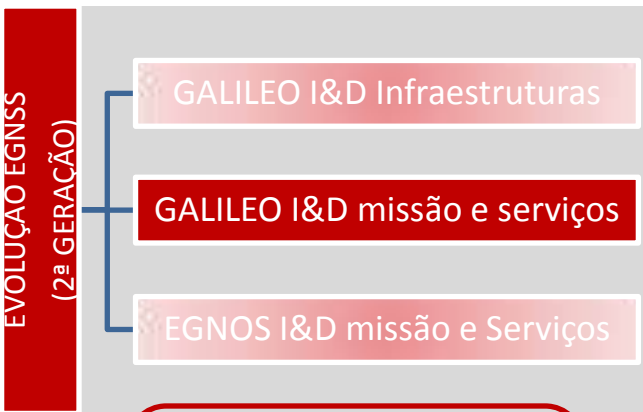 EVOLUÇÃO EGNSS
(2ª GERAÇÃO)
GALILEO I&D Infraestruturas
GALILEO I&D missão e serviços
EGNOS I&D missão e Serviços